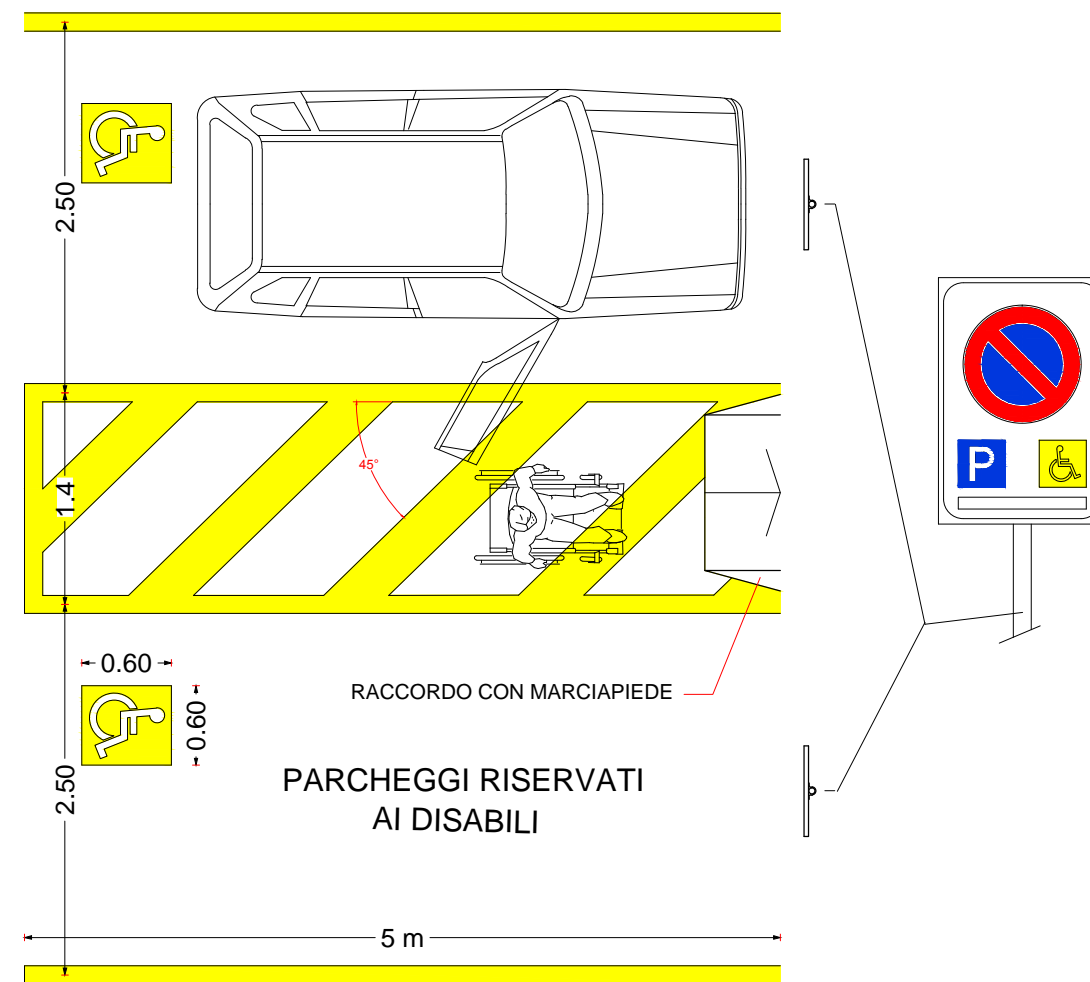 2.50
45°
1.4
P
0.60
RACCORDO CON MARCIAPIEDE
0.60
2.50
PARCHEGGI RISERVATI
AI DISABILI
5 m